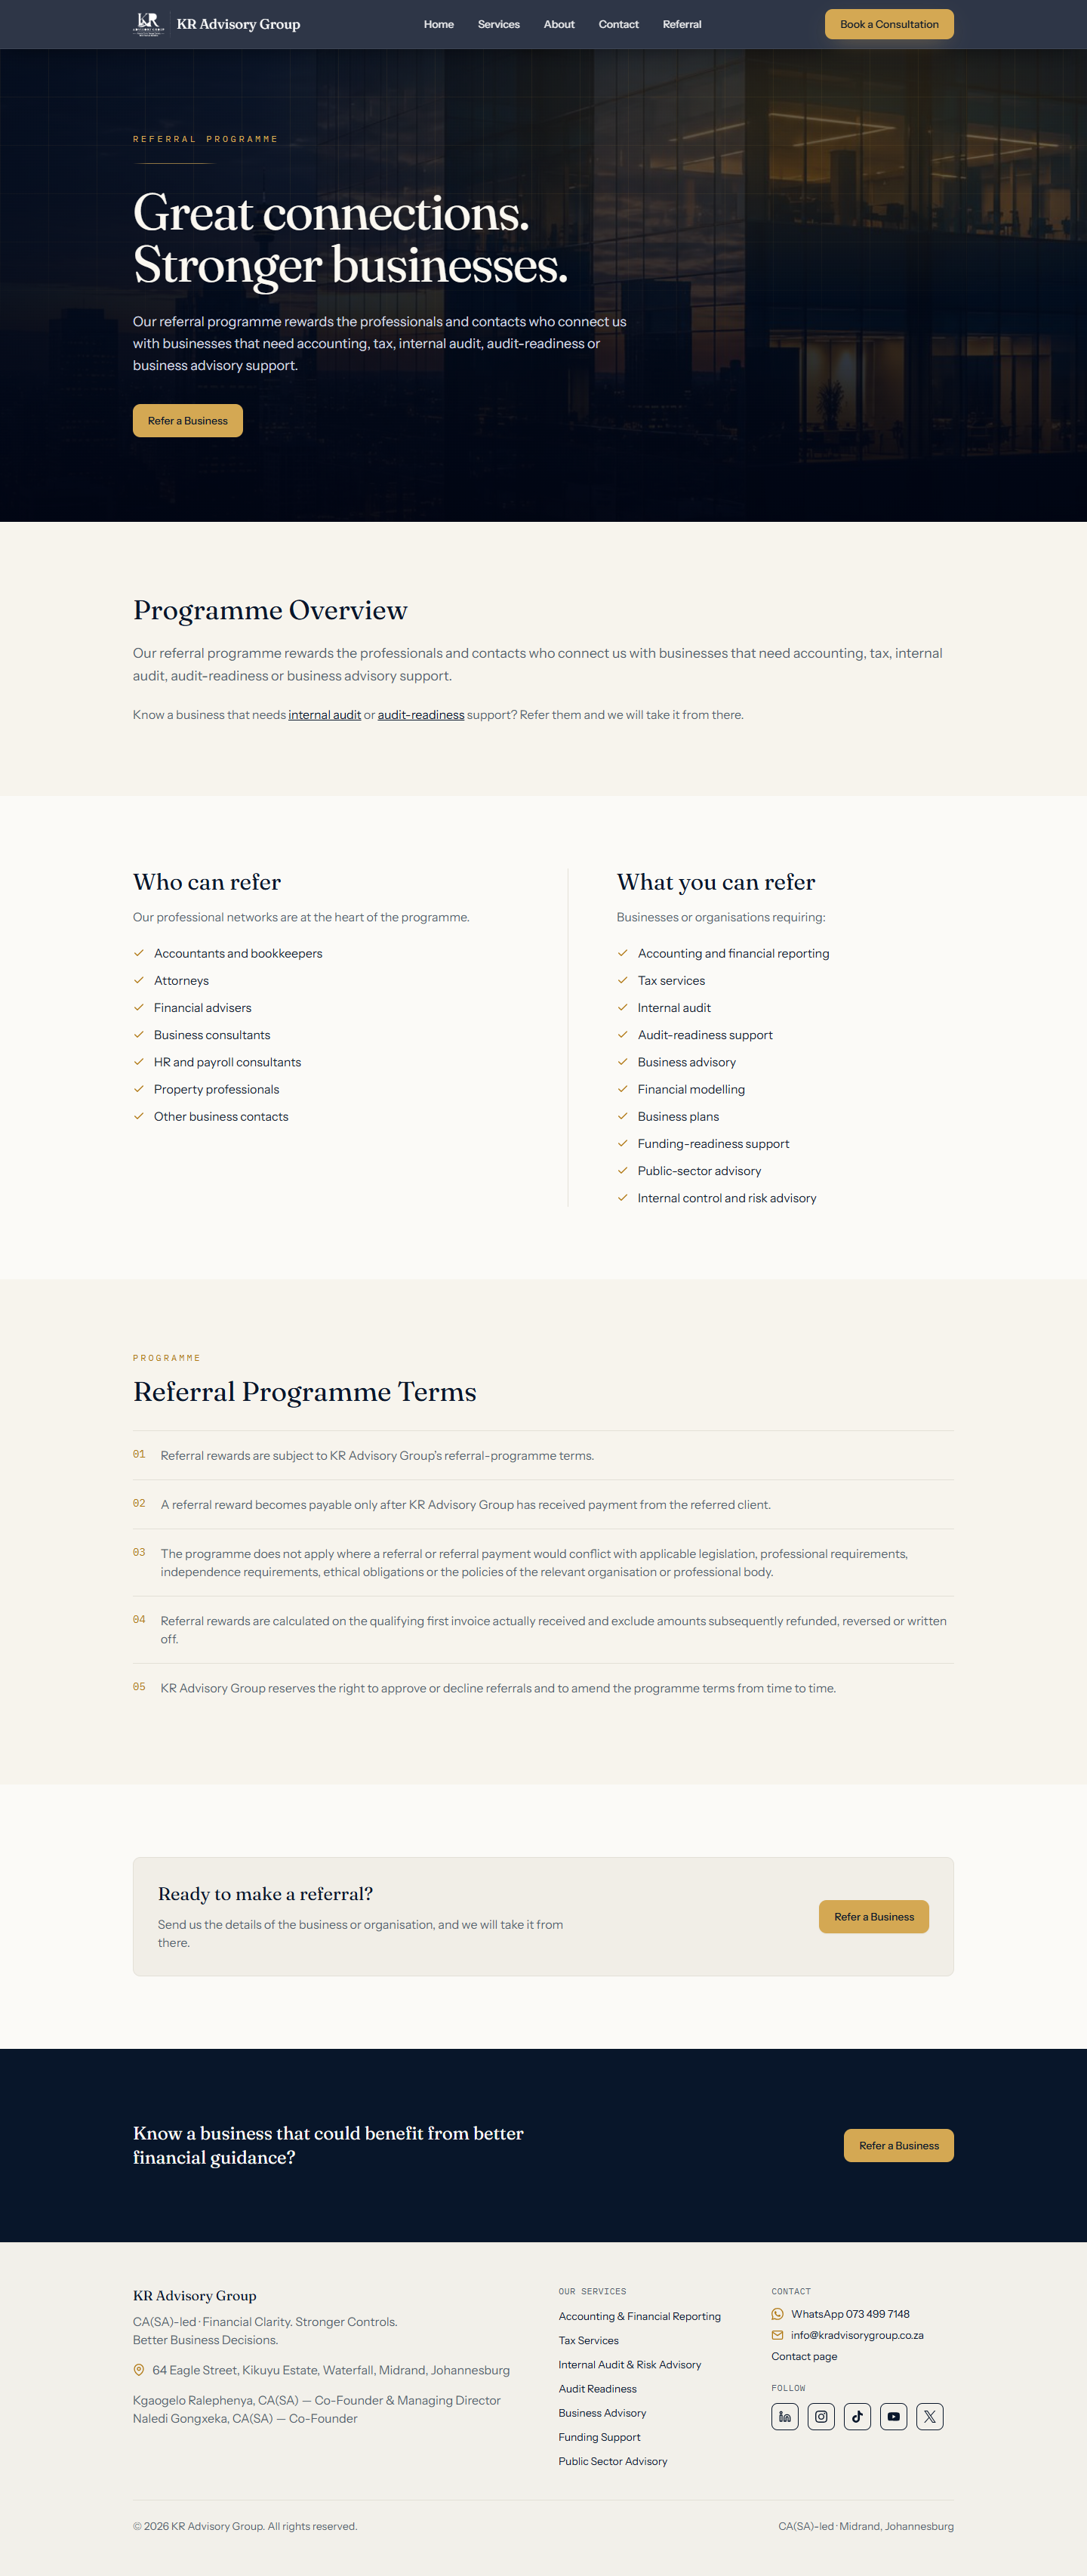 KR
KR Advisory Group
Home
Services
About
Contact
Referral
Book a Consultation
REFERRAL PROGRAMME
Great connections.
Stronger businesses.
Our referral programme rewards the professionals and contacts who connect us
with businesses that need accounting, tax, internal audit, audit-readiness or
business advisory support.
Refer a Business
Programme Overview
Our referral programme rewards the professionals and contacts who connect us with businesses that need accounting, tax, internal
audit, audit-readiness or business advisory support.
Know a business that needs internal audit or audit-readiness support? Refer them and we will take it from there.
Who can refer
Our professional networks are at the heart of the programme.
Accountants and bookkeepers
Attorneys
Financial advisers
Business consultants
HR and payroll consultants
Property professionals
Other business contacts
What you can refer
Businesses or organisations requiring:
Accounting and financial reporting
Tax services
Internal audit
Audit-readiness support
Business advisory
Financial modelling
Business plans
Funding-readiness support
Public-sector advisory
Internal control and risk advisory
PROGRAMME
Referral Programme Terms
01 Referral rewards are subject to KR Advisory Group's referral-programme terms.
02 A referral reward becomes payable only after KR Advisory Group has received payment from the referred client.
03 The programme does not apply where a referral or referral payment would conflict with applicable legislation, professional requirements,
independence requirements, ethical obligations or the policies of the relevant organisation or professional body.
04 Referral rewards are calculated on the qualifying first invoice actually received and exclude amounts subsequently refunded, reversed or written
off.
05 KR Advisory Group reserves the right to approve or decline referrals and to amend the programme terms from time to time.
Ready to make a referral?
Send us the details of the business or organisation, and we will take it from
there.
Refer a Business
Know a business that could benefit from better
financial guidance?
Refer a Business
KR Advisory Group
CA(SA)-led · Financial Clarity. Stronger Controls.
Better Business Decisions.
64 Eagle Street, Kikuyu Estate, Waterfall, Midrand, Johannesburg
Kgaogelo Ralephenya, CA(SA) — Co-Founder & Managing Director
Naledi Gongxeka, CA(SA) — Co-Founder
OUR SERVICES
Accounting & Financial Reporting
Tax Services
Internal Audit & Risk Advisory
Audit Readiness
Business Advisory
Funding Support
Public Sector Advisory
CONTACT
WhatsApp 073 499 7148
info@kradvisorygroup.co.za
Contact page
FOLLOW
© 2026 KR Advisory Group. All rights reserved.
CA(SA)-led · Midrand, Johannesburg